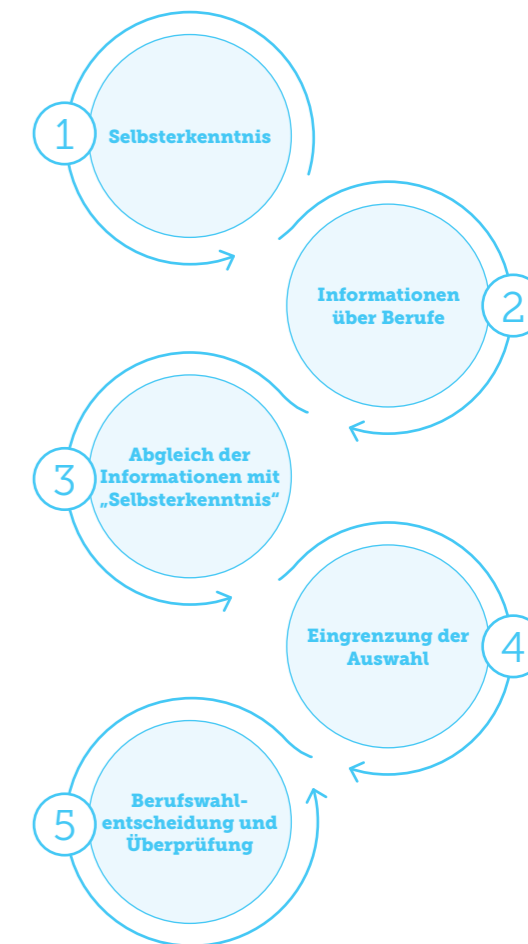 1
Selbsterkenntnis
Informationen
über Berufe
2
Abgleich der
Informationen mit
„Selbsterkenntnis“
3
Eingrenzung der
Auswahl
4
Berufswahl-
entscheidung und
Überprüfung
5